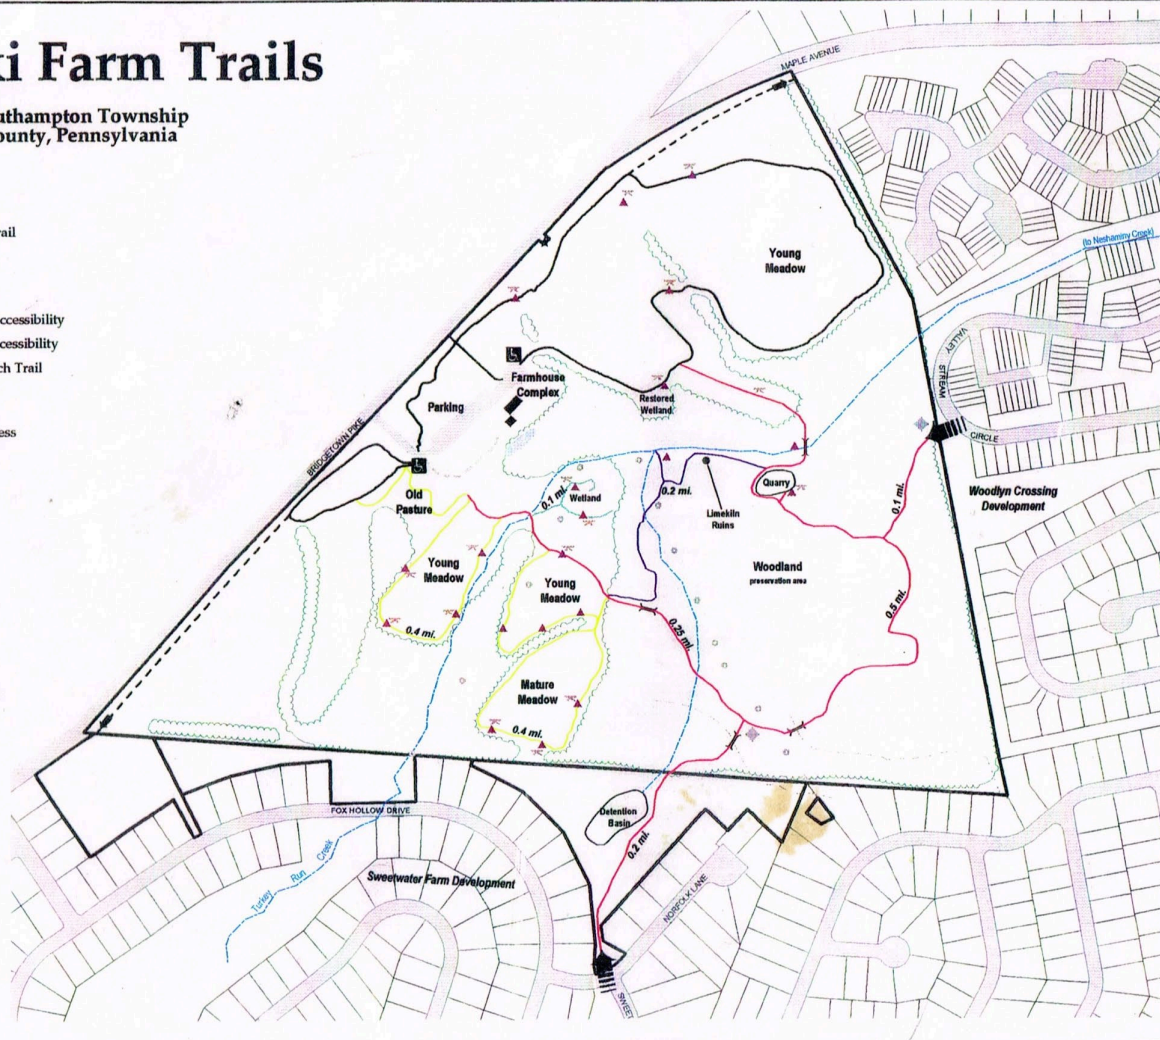 ki Farm Trails
uthampton Township
ounty, Pennsylvania
ail
ccessibility
cessibility
ch Trail
ess
MAPLE AVENUE
(to Neshaminy Creek)
Young
Meadow
VALLEY
STREAM
CIRCLE
Farmhouse
Complex
Parking
Restored
Wetland
BRIDGETOWN PIKE
Old
Pasture
0.1 mi.
Wetland
0.2 mi.
Limekiln
Ruins
Quarry
0.1 mi.
Woodlyn Crossing
Development
Young
Meadow
Young
Meadow
Woodland
preservation area
0.4 mi.
0.25 mi.
0.5 mi.
Mature
Meadow
0.4 mi.
FOX HOLLOW DRIVE
Detention
Basin
0.2 mi.
Turkey Run Creek
Sweetwater Farm Development
NORFOLK LANE
SWEET